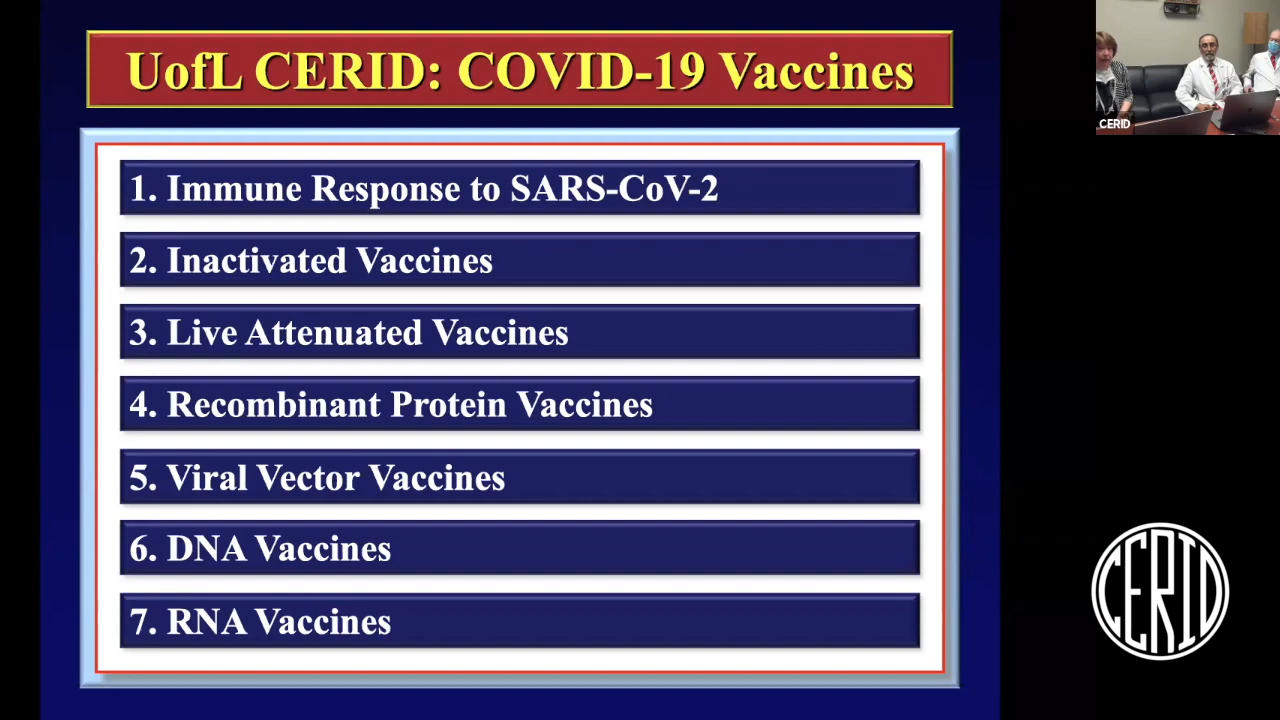 UofL CERID: COVID-19 Vaccines
1. Immune Response to SARS-CoV-2
2. Inactivated Vaccines
3. Live Attenuated Vaccines
4. Recombinant Protein Vaccines
5. Viral Vector Vaccines
6. DNA Vaccines
7. RNA Vaccines
CERID
CERID